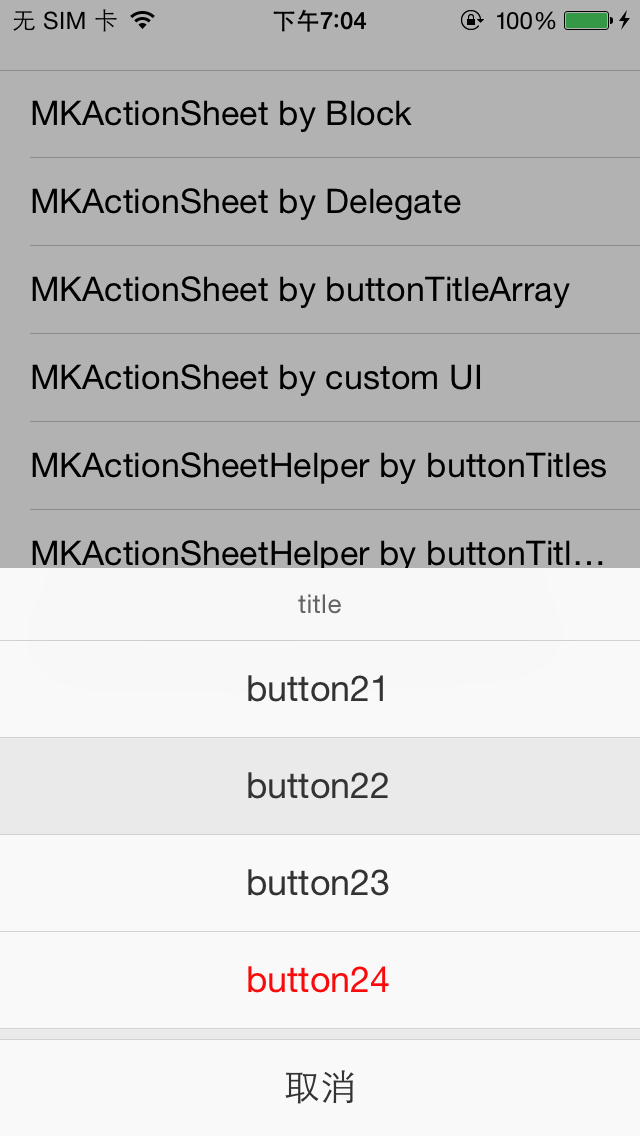 无 SIM 卡 下午7:04 100%
MKActionSheet by Block
MKActionSheet by Delegate
MKActionSheet by buttonTitleArray
MKActionSheet by custom UI
MKActionSheetHelper by buttonTitles
MKActionSheetHelper by buttonTitl...
title
button21
button22
button23
button24
取消